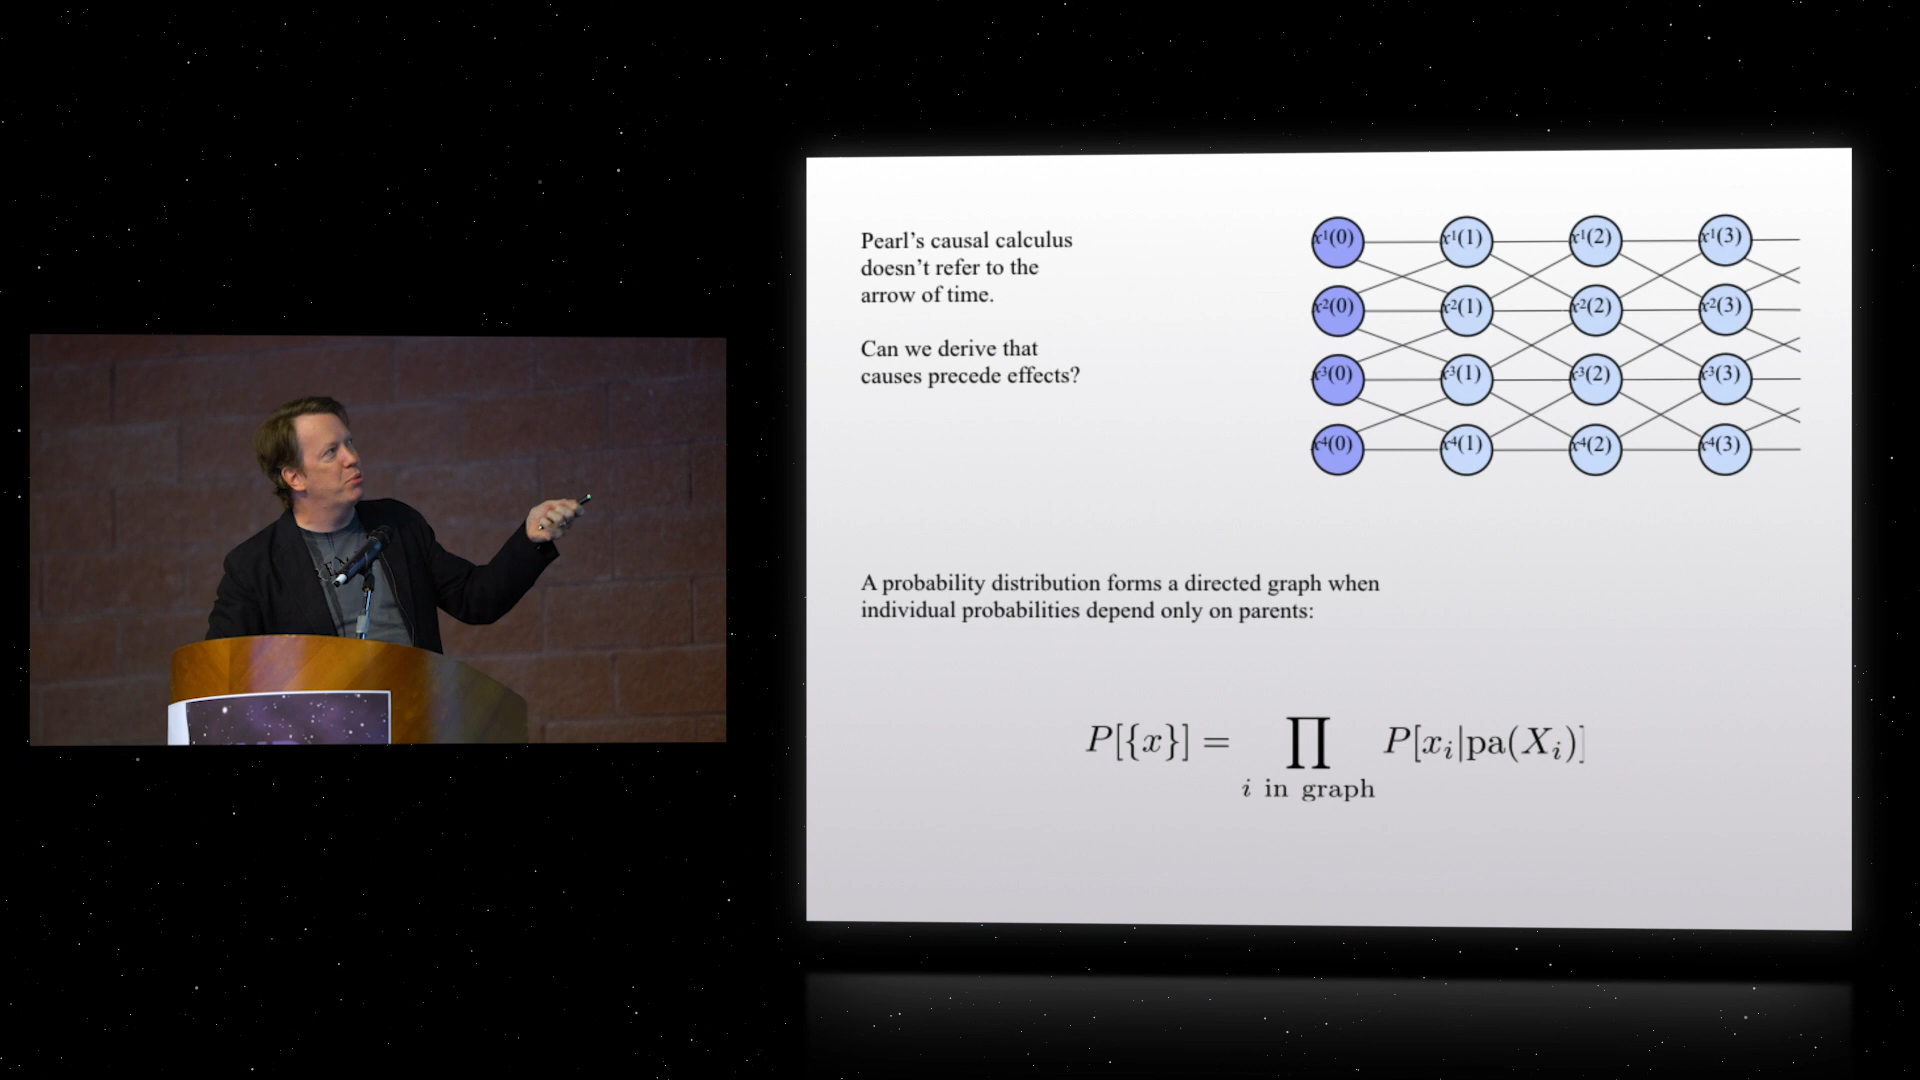 Pearl's causal calculus
doesn't refer to the
arrow of time.
Can we derive that
causes precede effects?
x¹(0) x¹(1) x¹(2) x¹(3)
x²(0) x²(1) x²(2) x²(3)
x³(0) x³(1) x³(2) x³(3)
x⁴(0) x⁴(1) x⁴(2) x⁴(3)
A probability distribution forms a directed graph when
individual probabilities depend only on parents:
P[{x}] = ∏ P[xᵢ|pa(Xᵢ)]
i in graph